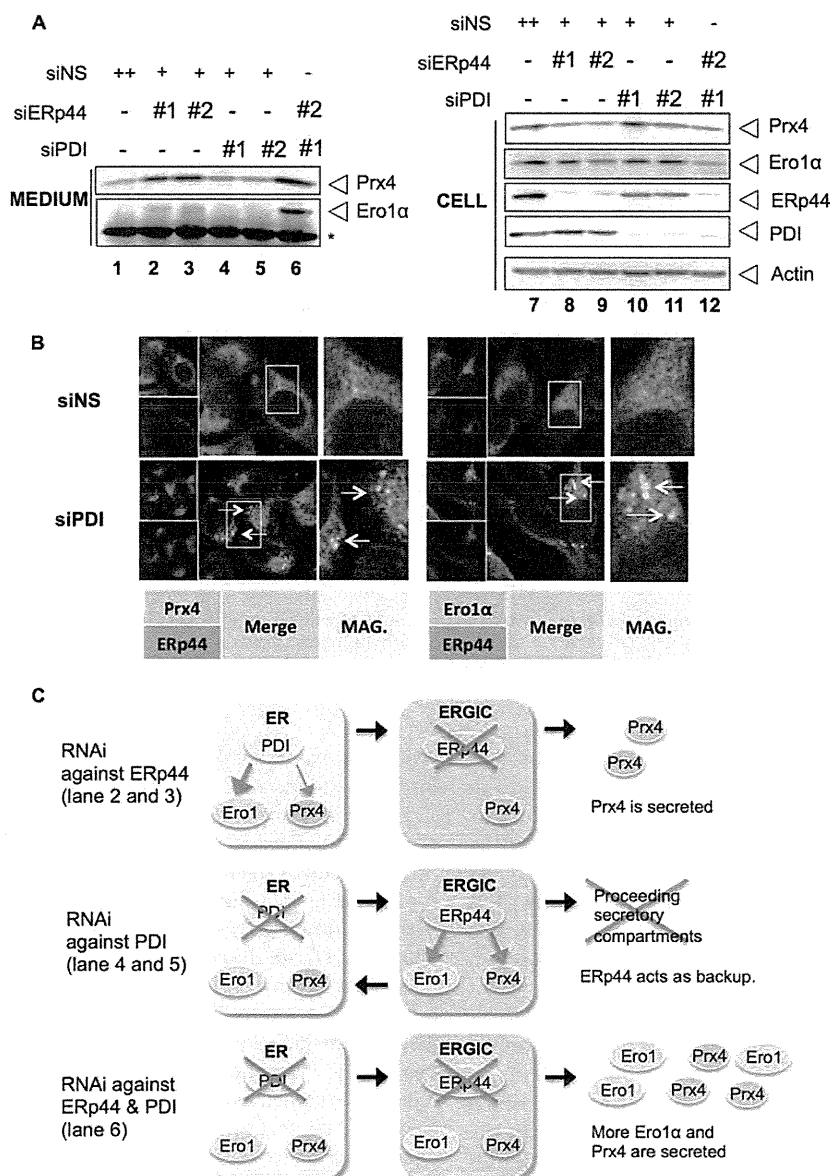 A
siNS ++ + + + + -
siERp44 - #1 #2 - - #2
siPDI - - - #1 #2 #1
MEDIUM
Prx4
Ero1α
*
1 2 3 4 5 6
siNS ++ + + + + -
siERp44 - #1 #2 - - #2
siPDI - - - #1 #2 #1
CELL
Prx4
Ero1α
ERp44
PDI
Actin
7 8 9 10 11 12
B
siNS
siPDI
Prx4
ERp44
Merge
MAG.
Ero1α
ERp44
Merge
MAG.
C
RNAi
against ERp44
(lane 2 and 3)
ER
PDI
Ero1 Prx4
ERGIC
ERp44
Prx4
Prx4
Prx4
Prx4 is secreted
RNAi
against PDI
(lane 4 and 5)
ER
PDI
Ero1 Prx4
ERGIC
ERp44
Ero1 Prx4
Proceeding
secretory
compartments
ERp44 acts as backup.
RNAi against
ERp44 & PDI
(lane 6)
ER
PDI
Ero1 Prx4
ERGIC
ERp44
Ero1 Prx4
Ero1 Prx4 Ero1
Ero1 Prx4 Prx4
More Ero1α and
Prx4 are secreted